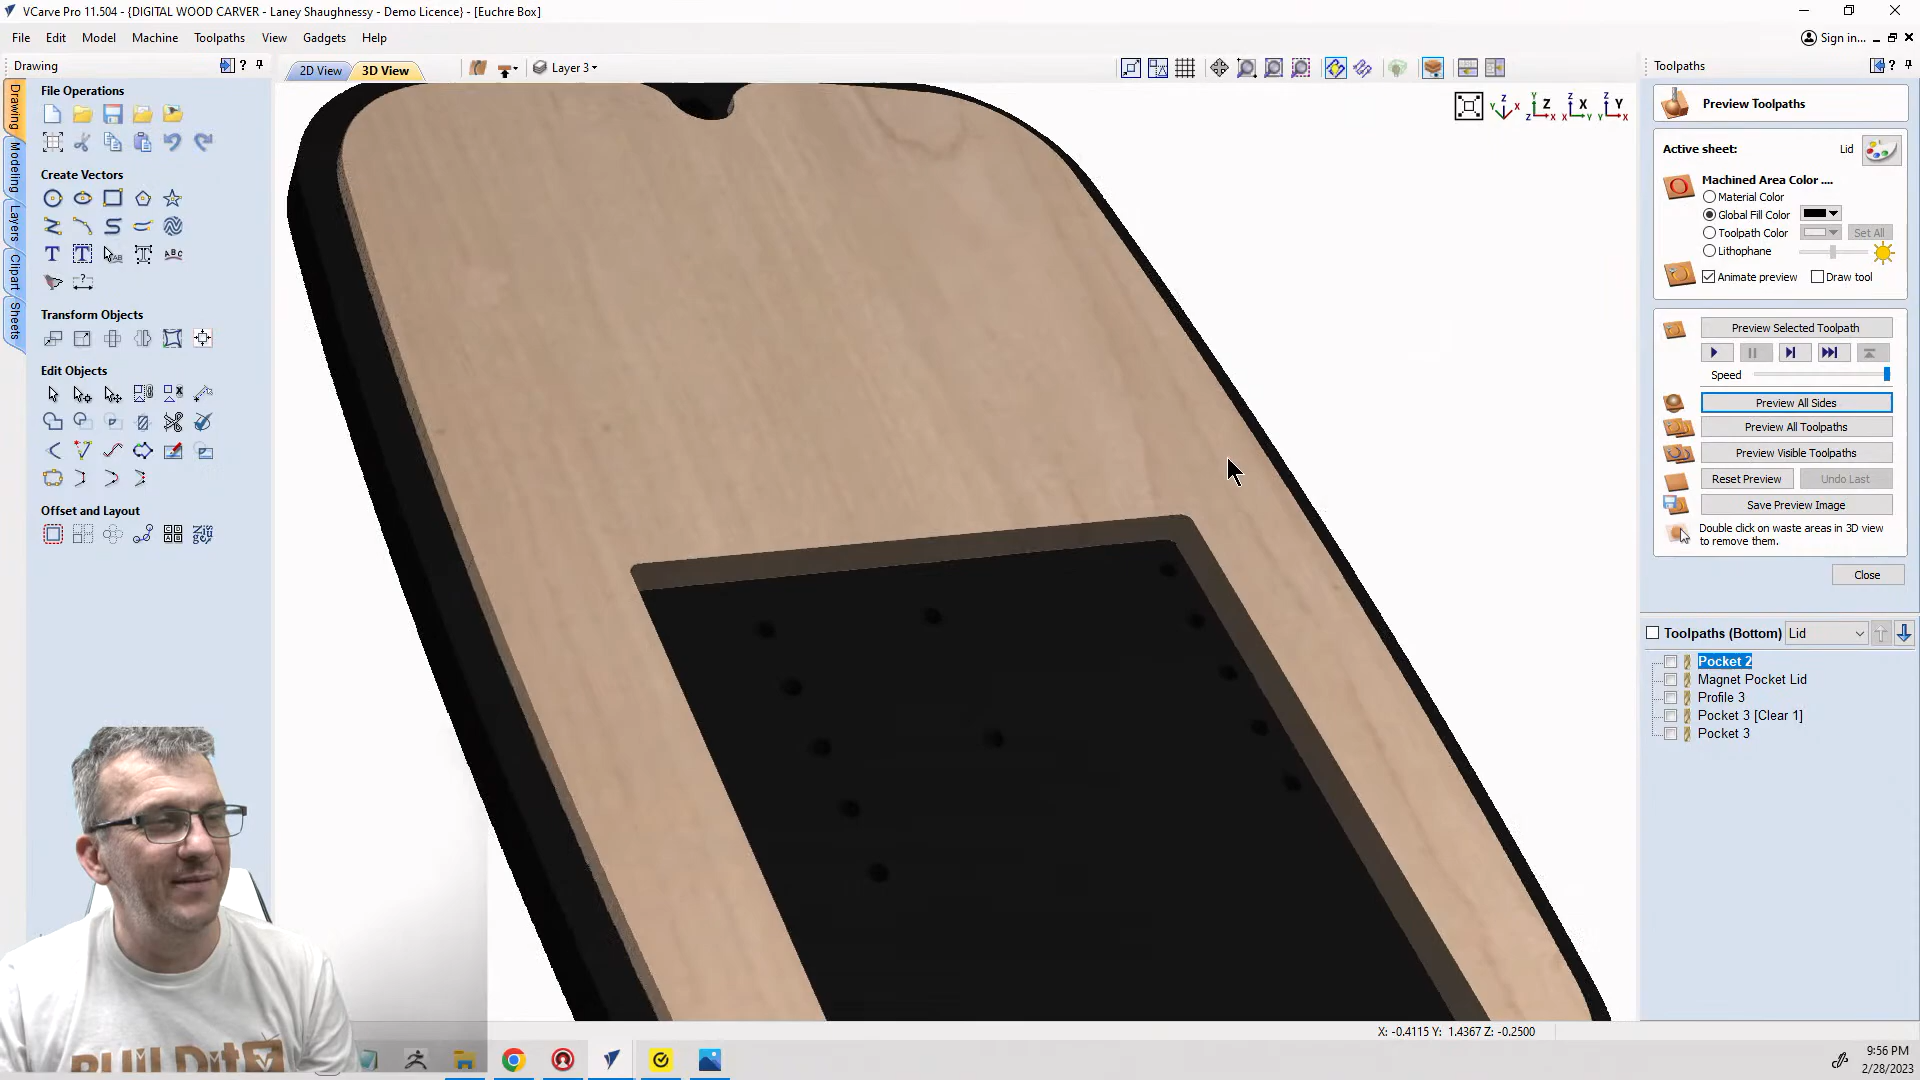 VCarve Pro 11.504 - {DIGITAL WOOD CARVER - Laney Shaughnessy - Demo Licence} - [Euchre Box]
File Edit Model Machine Toolpaths View Gadgets Help
Sign in...
Drawing
2D View
3D View
Layer 3
Toolpaths
Drawing
Modeling
Layers
Clipart
Sheets
File Operations
Create Vectors
Transform Objects
Edit Objects
Offset and Layout
Preview Toolpaths
Active sheet: Lid
Machined Area Color ....
Material Color
Global Fill Color
Toolpath Color
Set All
Lithophane
Animate preview
Draw tool
Preview Selected Toolpath
Speed
Preview All Sides
Preview All Toolpaths
Preview Visible Toolpaths
Reset Preview
Undo Last
Save Preview Image
Double click on waste areas in 3D view
to remove them.
Close
Toolpaths (Bottom) Lid
Pocket 2
Magnet Pocket Lid
Profile 3
Pocket 3 [Clear 1]
Pocket 3
X: -0.4115 Y: 1.4367 Z: -0.2500
9:56 PM
2/28/2023